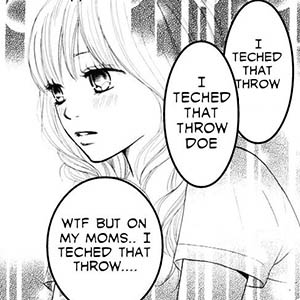 I
TECHED
THAT
THROW
I
TECHED
THAT
THROW
DOE
WTF BUT ON
MY MOMS.. I
TECHED THAT
THROW....